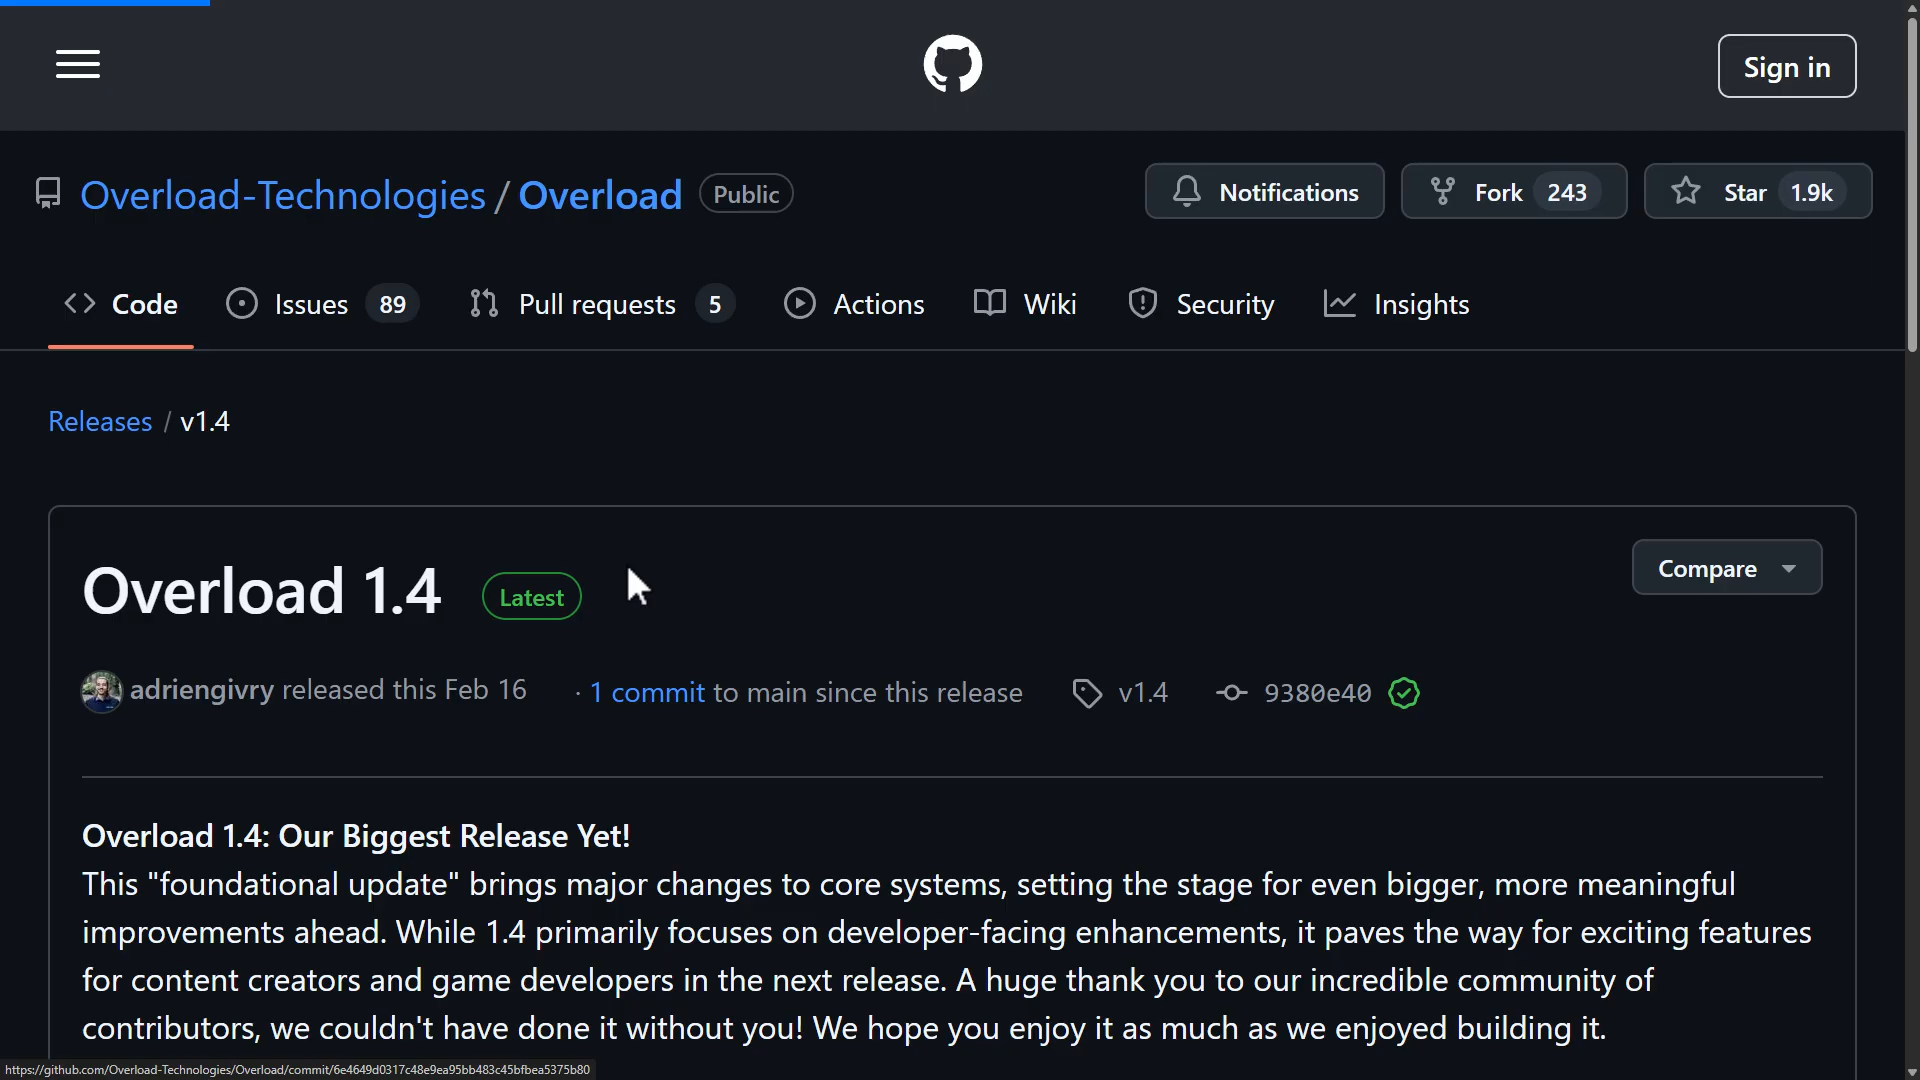 Sign in
Overload-Technologies / Overload Public
Notifications
Fork 243
Star 1.9k
Code
Issues 89
Pull requests 5
Actions
Wiki
Security
Insights
Releases / v1.4
Overload 1.4 Latest
Compare
adriengivry released this Feb 16 · 1 commit to main since this release v1.4 9380e40
Overload 1.4: Our Biggest Release Yet!
This "foundational update" brings major changes to core systems, setting the stage for even bigger, more meaningful
improvements ahead. While 1.4 primarily focuses on developer-facing enhancements, it paves the way for exciting features
for content creators and game developers in the next release. A huge thank you to our incredible community of
contributors, we couldn't have done it without you! We hope you enjoy it as much as we enjoyed building it.
https://github.com/Overload-Technologies/Overload/commit/6e4649d0317c48e9ea95bb483c45bfbea5375b80